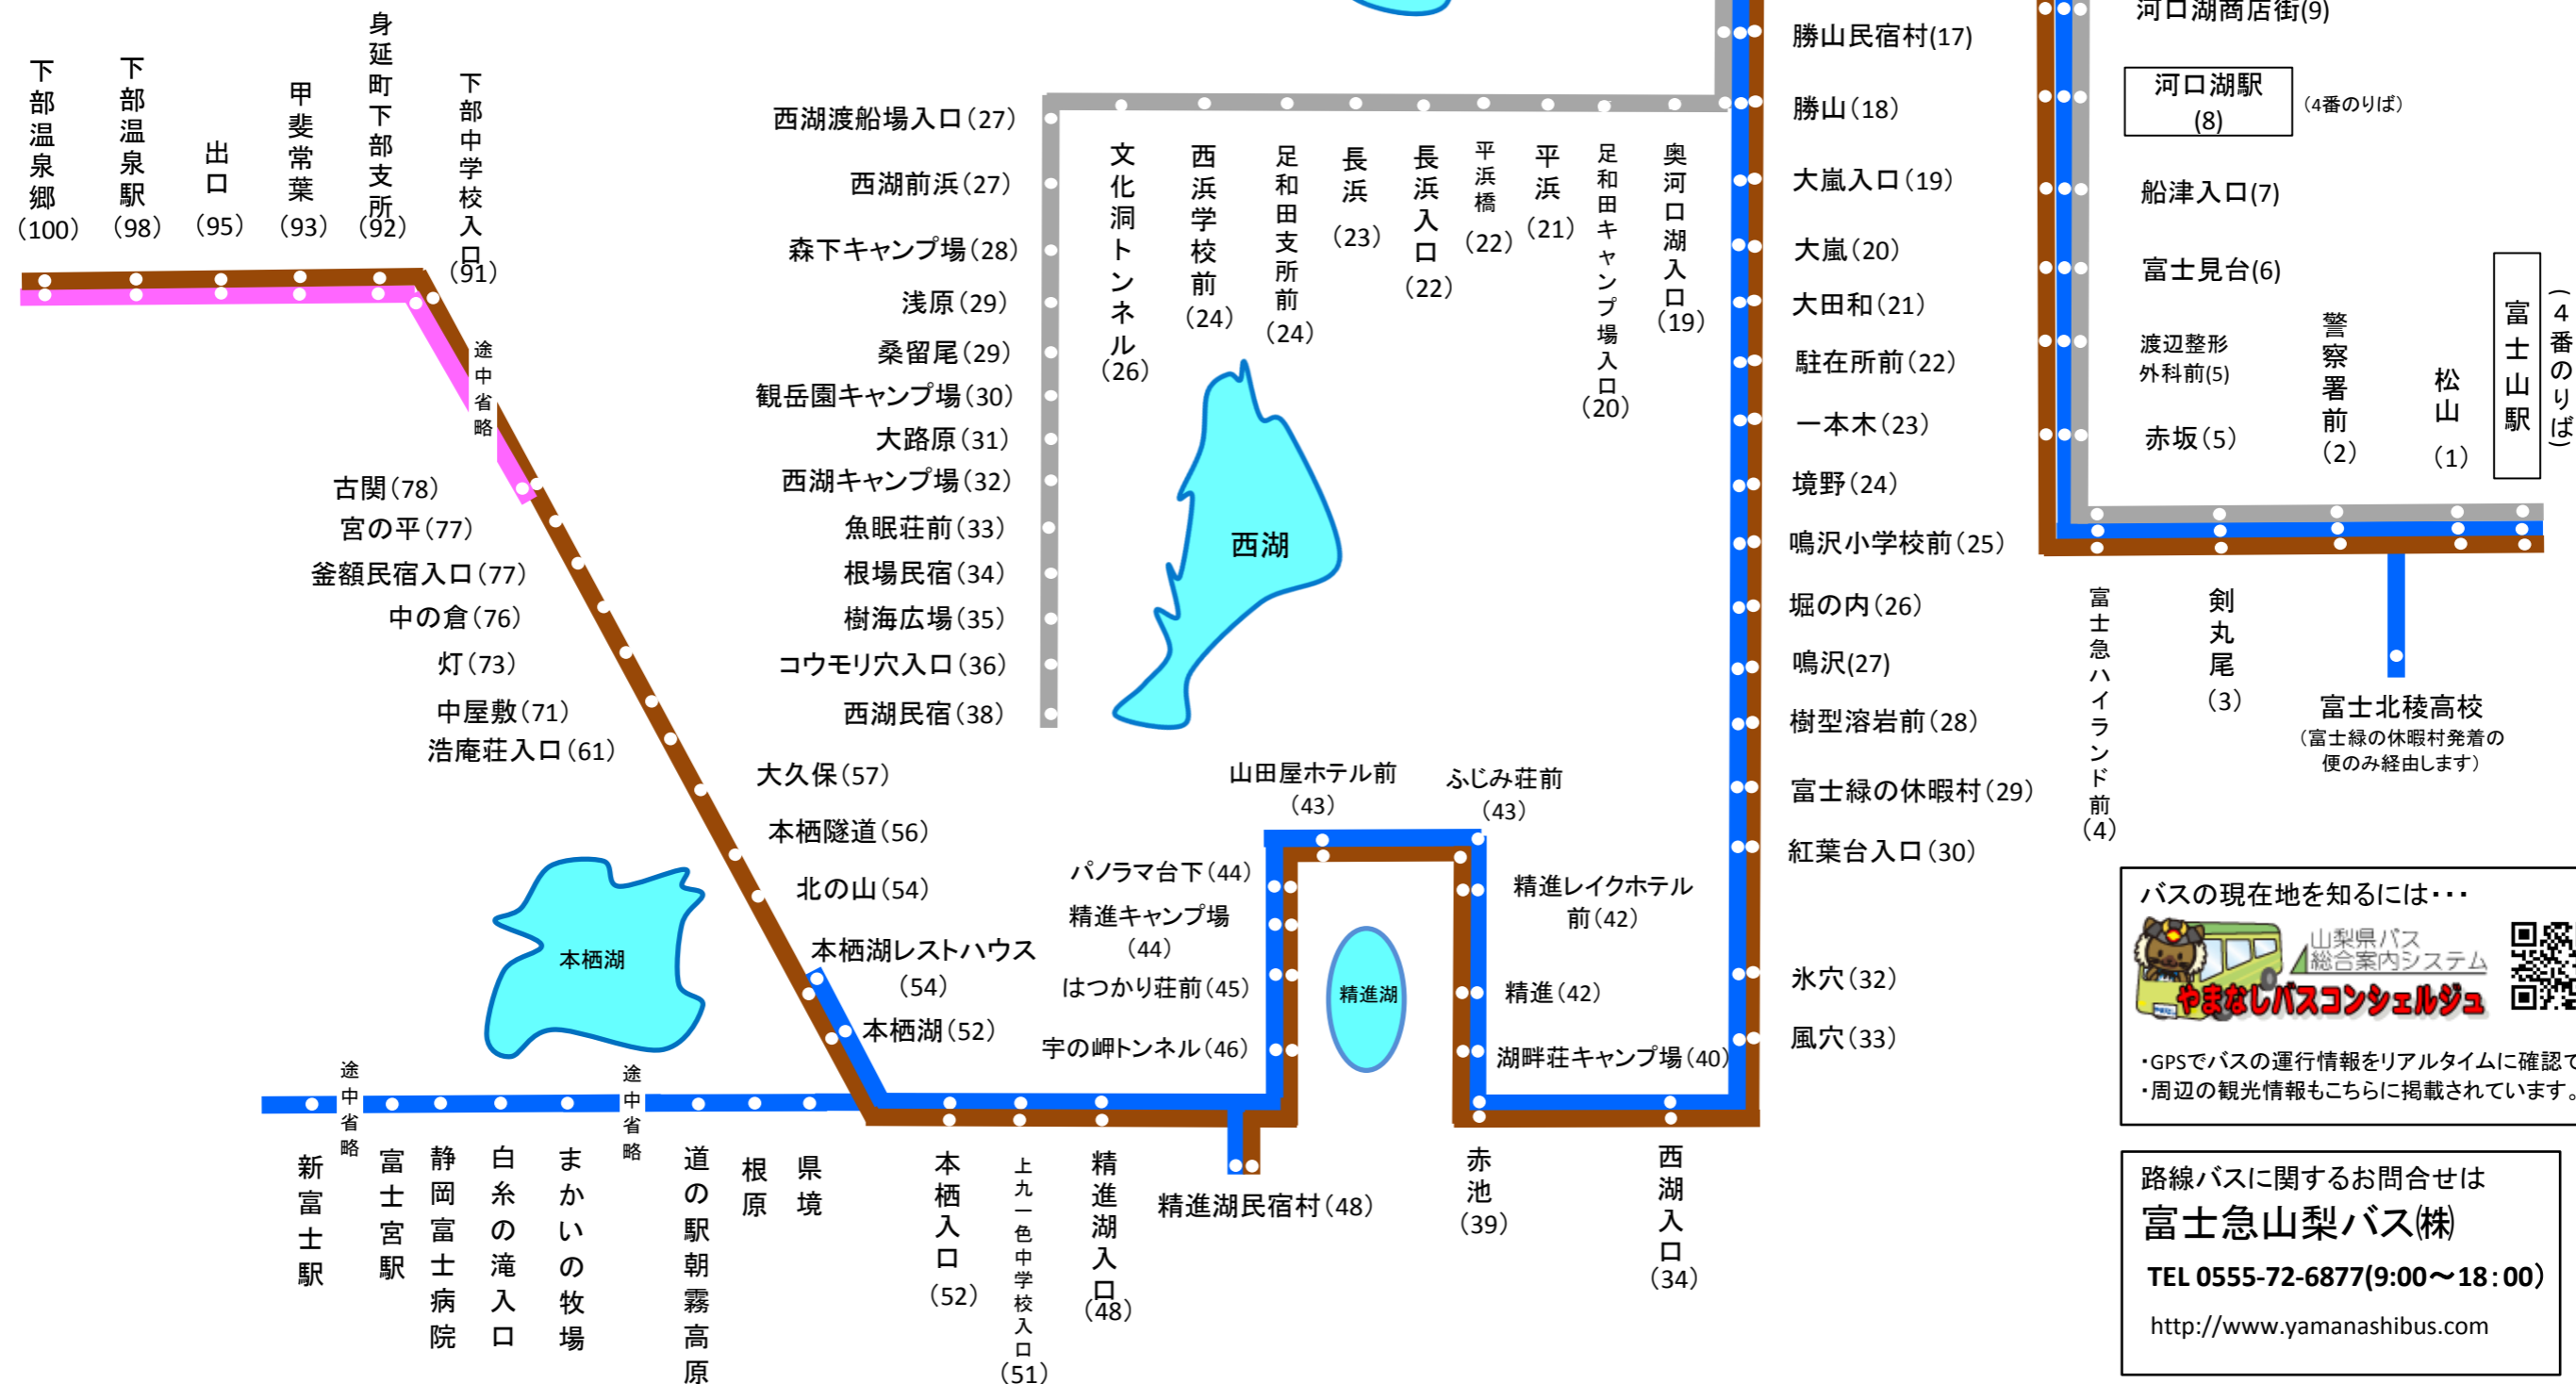 下部温泉郷
(100)
下部温泉駅
(98)
出口
(95)
甲斐常葉
(93)
身延町下部支所
(92)
下部中学校入口
(91)
途中省略
古関(78)
宮の平(77)
釜額民宿入口(77)
中の倉(76)
灯(73)
中屋敷(71)
浩庵荘入口(61)
大久保(57)
本栖隧道(56)
北の山(54)
本栖湖レストハウス
(54)
本栖湖(52)
本栖湖
西湖渡船場入口(27)
西湖前浜(27)
森下キャンプ場(28)
浅原(29)
桑留尾(29)
観岳園キャンプ場(30)
大路原(31)
西湖キャンプ場(32)
魚眠荘前(33)
根場民宿(34)
樹海広場(35)
コウモリ穴入口(36)
西湖民宿(38)
文化洞トンネル
(26)
西浜学校前
(24)
足和田支所前
(24)
長浜
(23)
長浜入口
(22)
平浜橋
(22)
平浜
(21)
足和田キャンプ場入口
(20)
奥河口湖入口
(19)
西湖
勝山民宿村(17)
勝山(18)
大嵐入口(19)
大嵐(20)
大田和(21)
駐在所前(22)
一本木(23)
境野(24)
鳴沢小学校前(25)
堀の内(26)
鳴沢(27)
樹型溶岩前(28)
富士緑の休暇村(29)
紅葉台入口(30)
氷穴(32)
風穴(33)
山田屋ホテル前
(43)
ふじみ荘前
(43)
パノラマ台下(44)
精進キャンプ場
(44)
はつかり荘前(45)
宇の岬トンネル(46)
精進湖
精進レイクホテル
前(42)
精進(42)
湖畔荘キャンプ場(40)
新富士駅
途中省略
富士宮駅
静岡富士病院
白糸の滝入口
まかいの牧場
途中省略
道の駅朝霧高原
根原
県境
本栖入口
(52)
上九一色中学校入口
(51)
精進湖入口
(48)
精進湖民宿村(48)
赤池
(39)
西湖入口
(34)
河口湖商店街(9)
河口湖駅
(8)
(4番のりば)
船津入口(7)
富士見台(6)
渡辺整形
外科前(5)
赤坂(5)
警察署前
(2)
松山
(1)
富士山駅
(4番のりば)
富士急ハイランド前
(4)
剣丸尾
(3)
富士北稜高校
(富士緑の休暇村発着の
便のみ経由します)
バスの現在地を知るには・・・
山梨県バス
総合案内システム
やまなしバスコンシェルジュ
・GPSでバスの運行情報をリアルタイムに確認で
・周辺の観光情報もこちらに掲載されています。
路線バスに関するお問合せは
富士急山梨バス㈱
TEL 0555-72-6877(9:00～18:00)
http://www.yamanashibus.com